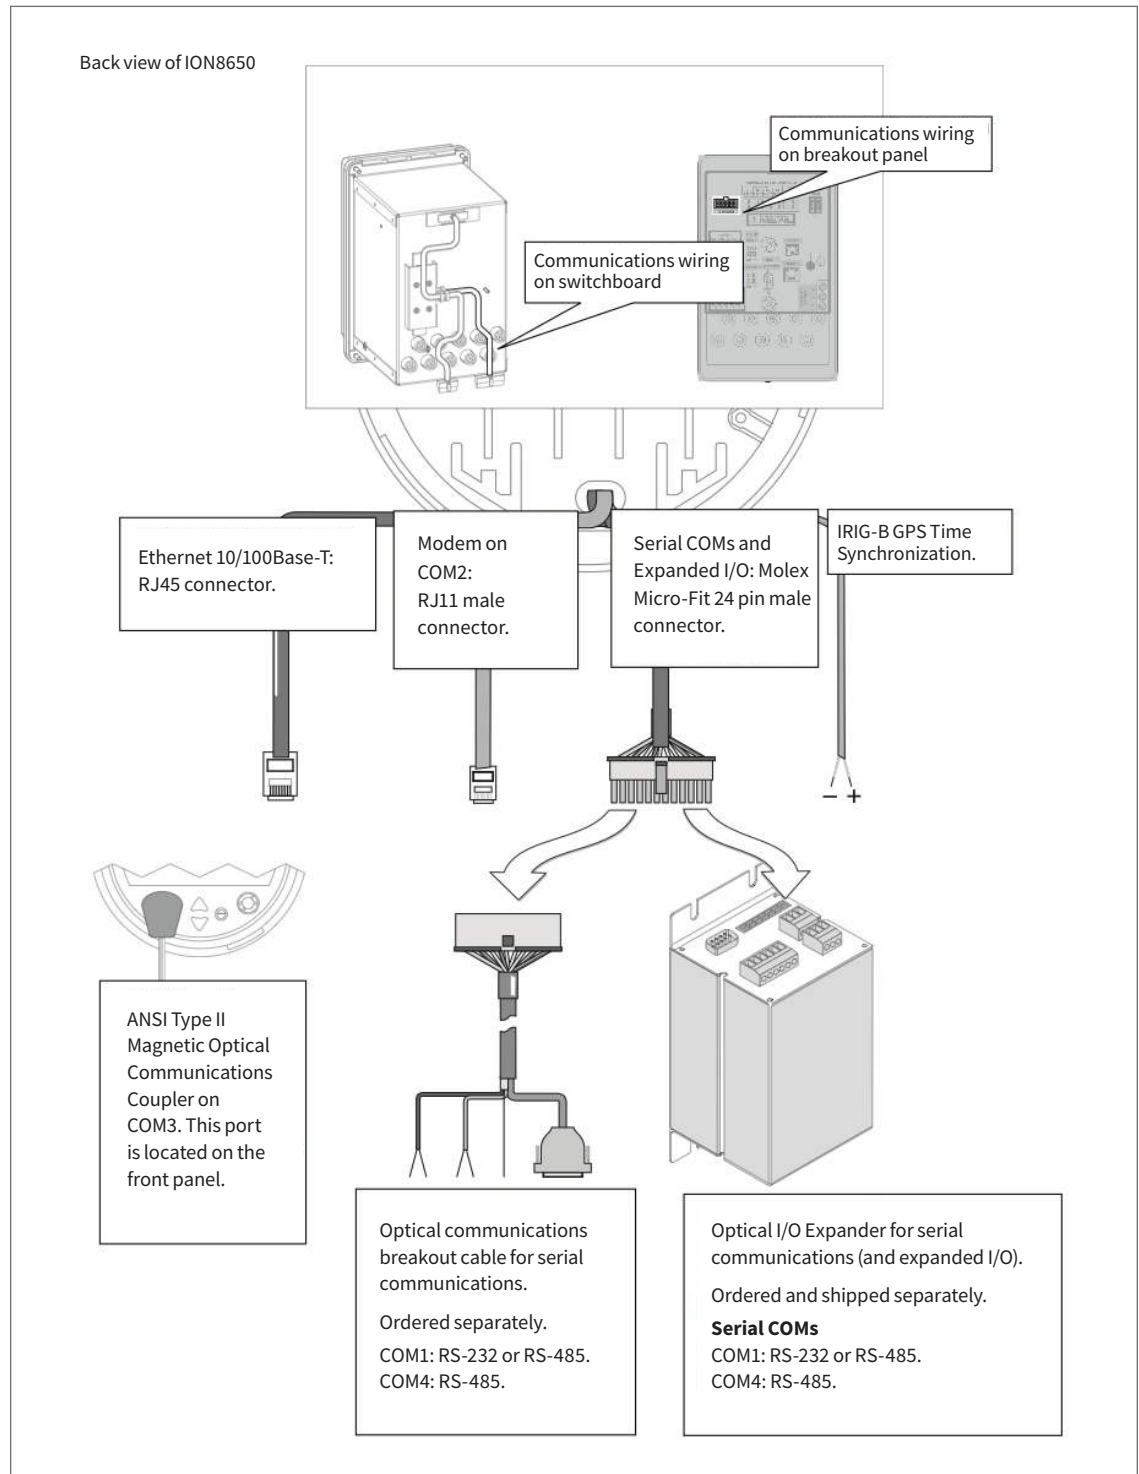 Back view of ION8650
Communications wiring
on breakout panel
Communications wiring
on switchboard
Ethernet 10/100Base-T:
RJ45 connector.
Modem on
COM2:
RJ11 male
connector.
Serial COMs and
Expanded I/O: Molex
Micro-Fit 24 pin male
connector.
IRIG-B GPS Time
Synchronization.
− +
ANSI Type II
Magnetic Optical
Communications
Coupler on
COM3. This port
is located on the
front panel.
Optical communications
breakout cable for serial
communications.
Ordered separately.
COM1: RS-232 or RS-485.
COM4: RS-485.
Optical I/O Expander for serial
communications (and expanded I/O).
Ordered and shipped separately.
Serial COMs
COM1: RS-232 or RS-485.
COM4: RS-485.